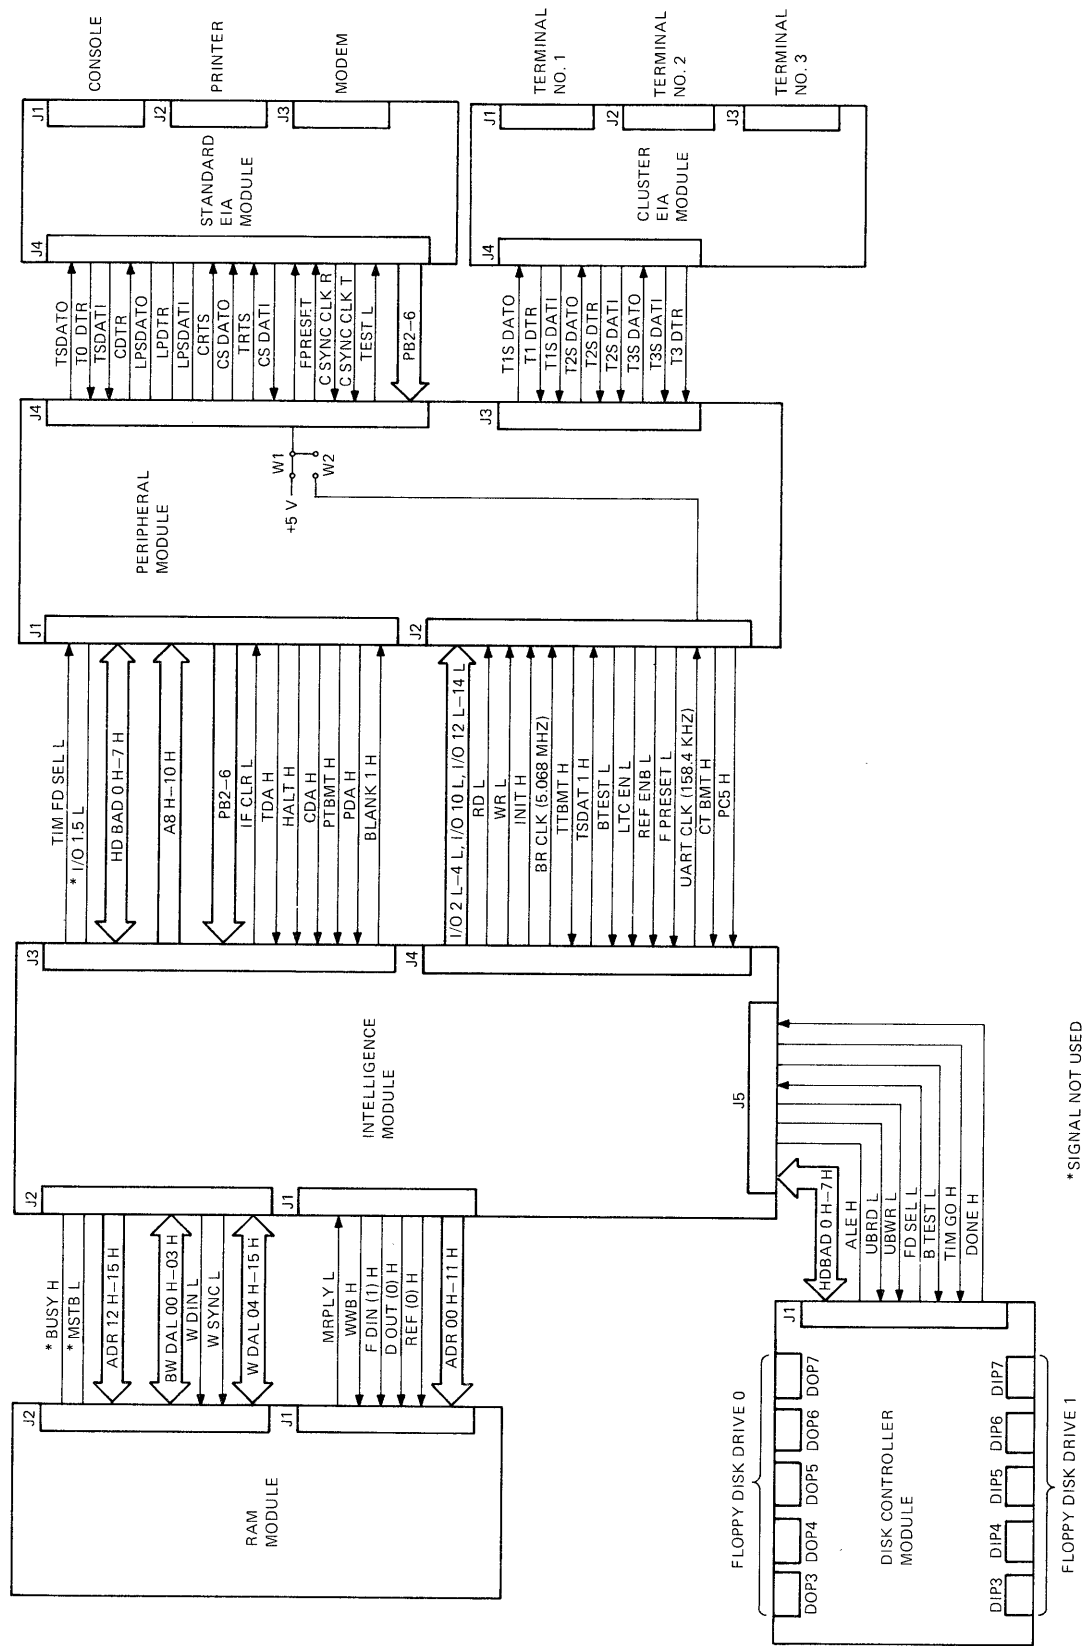 RAM
MODULE
J2
J1
* BUSY H
* MSTB L
ADR 12 H–15 H
BW DAL 00 H–03 H
W DIN L
W SYNC L
W DAL 04 H–15 H
MRPLY L
WWB H
F DIN (1) H
D OUT (0) H
REF (0) H
ADR 00 H–11 H
J2
J1
INTELLIGENCE
MODULE
J3
J4
J5
TIM FD SEL L
* I/O 1.5 L
HD BAD 0 H–7 H
A8 H–10 H
PB2–6
IF CLR L
TDA H
HALT H
CDA H
PTBMT H
PDA H
BLANK 1 H
I/O 2 L–4 L, I/O 10 L, I/O 12 L–14 L
RD L
WR L
INIT H
BR CLK (5.068 MHZ)
TTBMT H
TSDAT 1 H
BTEST L
LTC EN L
REF ENB L
F PRESET L
UART CLK (158.4 KHZ)
CT BMT H
PC5 H
J1
J2
PERIPHERAL
MODULE
+5 V
W1
W2
J4
J3
TSDATO
T0 DTR
TSDATI
CDTR
LPSDATO
LPDTR
LPSDATI
CRTS
CS DATO
TRTS
CS DATI
FPRESET
C SYNC CLK R
C SYNC CLK T
TEST L
PB2–6
T1S DATO
T1 DTR
T1S DATI
T2S DATO
T2S DTR
T2S DATI
T3S DATO
T3S DATI
T3 DTR
J4
STANDARD
EIA
MODULE
J1
J2
J3
CONSOLE
PRINTER
MODEM
J4
CLUSTER
EIA
MODULE
J1
J2
J3
TERMINAL
NO. 1
TERMINAL
NO. 2
TERMINAL
NO. 3
HDBAD 0 H–7H
ALE H
UBRD L
UBWR L
FD SEL L
B TEST L
TIM GO H
DONE H
J1
FLOPPY DISK DRIVE 0
DOP3
DOP4
DOP5
DOP6
DOP7
DISK CONTROLLER
MODULE
DIP3
DIP4
DIP5
DIP6
DIP7
FLOPPY DISK DRIVE 1
* SIGNAL NOT USED